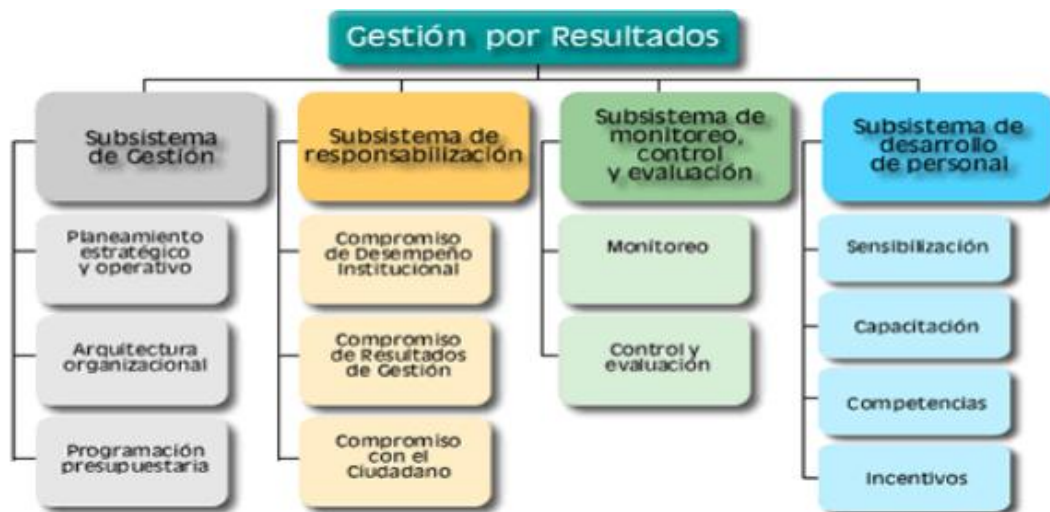 Gestión por Resultados
Subsistema
de Gestión
Planeamiento
estratégico
y operativo
Arquitectura
organizacional
Programación
presupuestaria
Subsistema de
responsabilización
Compromiso
de Desempeño
Institucional
Compromiso
de Resultados
de Gestión
Compromiso
con el
Ciudadano
Subsistema de
monitoreo,
control
y evaluación
Monitoreo
Control y
evaluación
Subsistema de
desarrollo
de personal
Sensibilización
Capacitación
Competencias
Incentivos